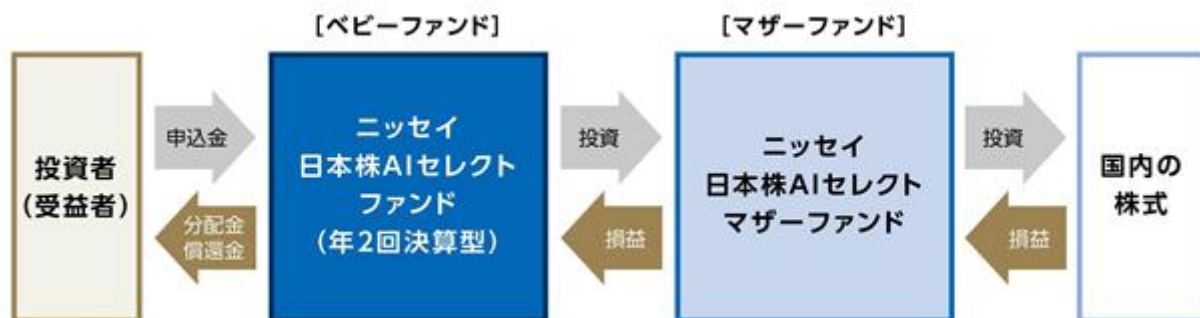 [ベビーファンド]
[マザーファンド]
投資者
(受益者)
申込金
分配金
償還金
ニッセイ
日本株AIセレクト
ファンド
(年2回決算型)
投資
損益
ニッセイ
日本株AIセレクト
マザーファンド
投資
損益
国内の
株式